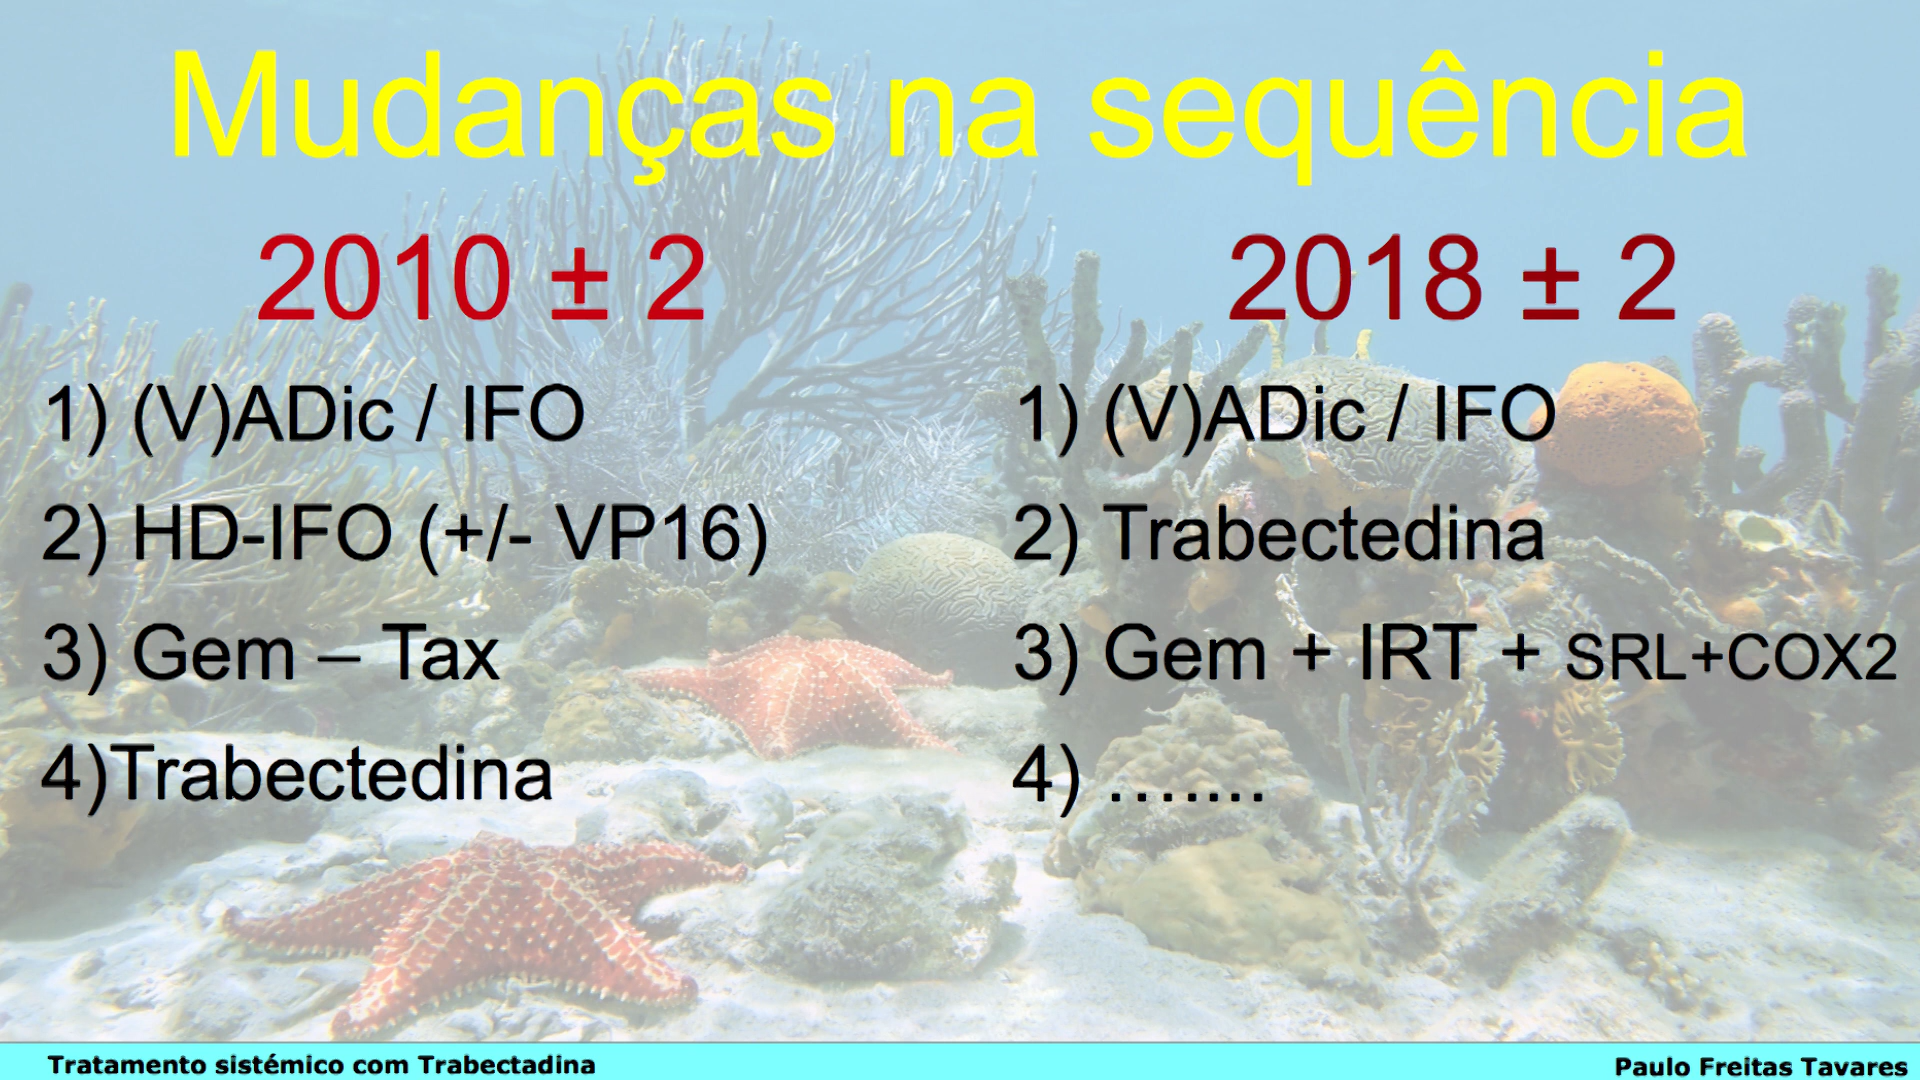 Mudanças na sequência
2010 ± 2
1) (V)ADic / IFO
2) HD-IFO (+/- VP16)
3) Gem – Tax
4)Trabectedina
2018 ± 2
1) (V)ADic / IFO
2) Trabectedina
3) Gem + IRT + SRL+COX2
4) …….
Tratamento sistémico com Trabectadina
Paulo Freitas Tavares